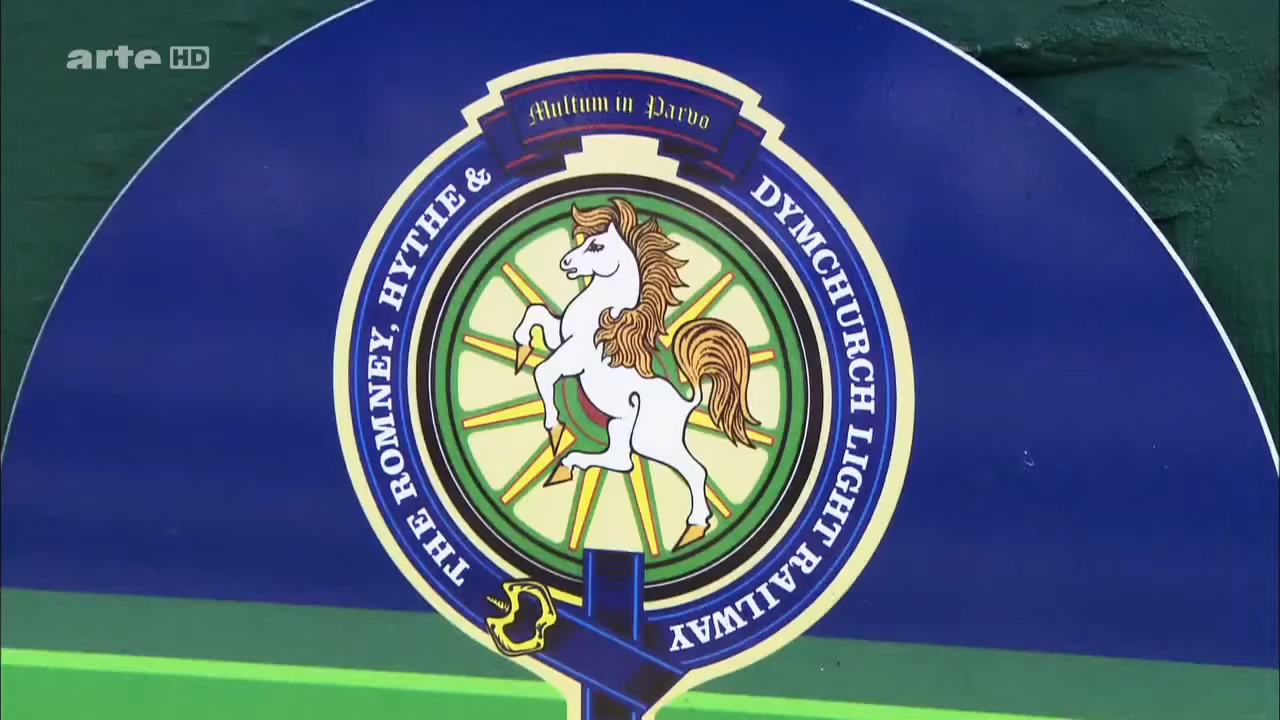 arte HD
Multum in Parvo
THE ROMNEY, HYTHE & DYMCHURCH LIGHT RAILWAY